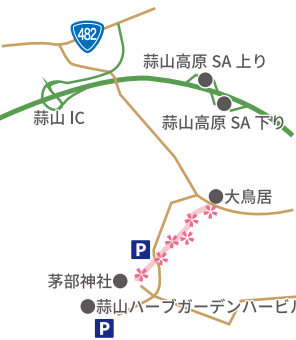 482
蒜山高原 SA 上り
蒜山高原 SA 下り
蒜山 IC
大鳥居
P
茅部神社
蒜山ハーブガーデンハービル
P